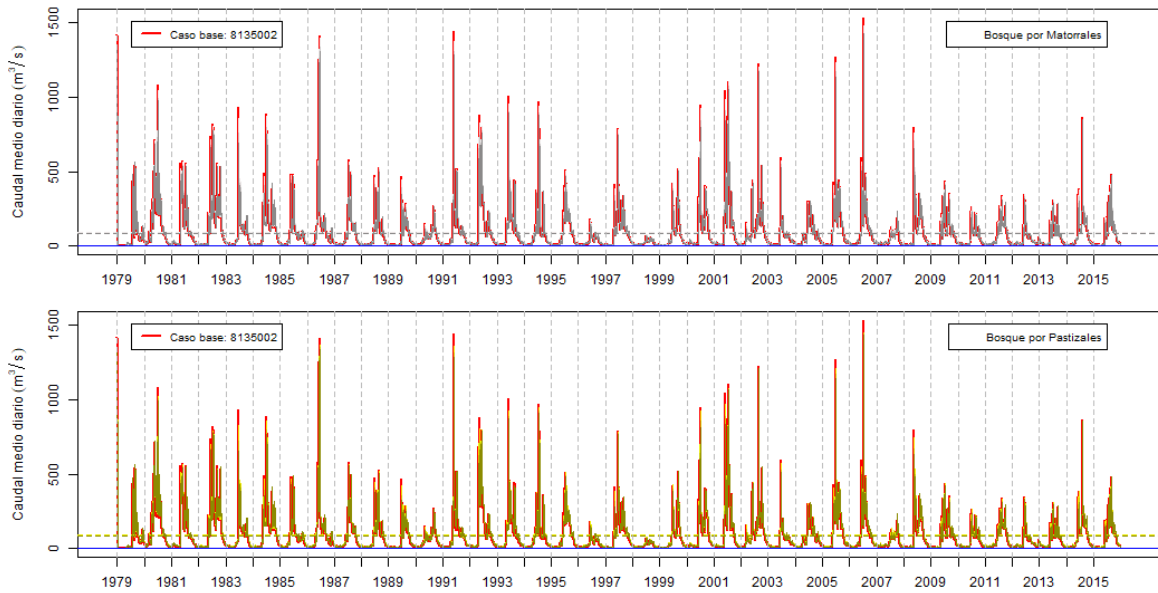 Caudal medio diario (m³/s)
1500
1000
500
0
Caso base: 8135002
Bosque por Matorrales
1979 1981 1983 1985 1987 1989 1991 1993 1995 1997 1999 2001 2003 2005 2007 2009 2011 2013 2015
Caudal medio diario (m³/s)
1500
1000
500
0
Caso base: 8135002
Bosque por Pastizales
1979 1981 1983 1985 1987 1989 1991 1993 1995 1997 1999 2001 2003 2005 2007 2009 2011 2013 2015